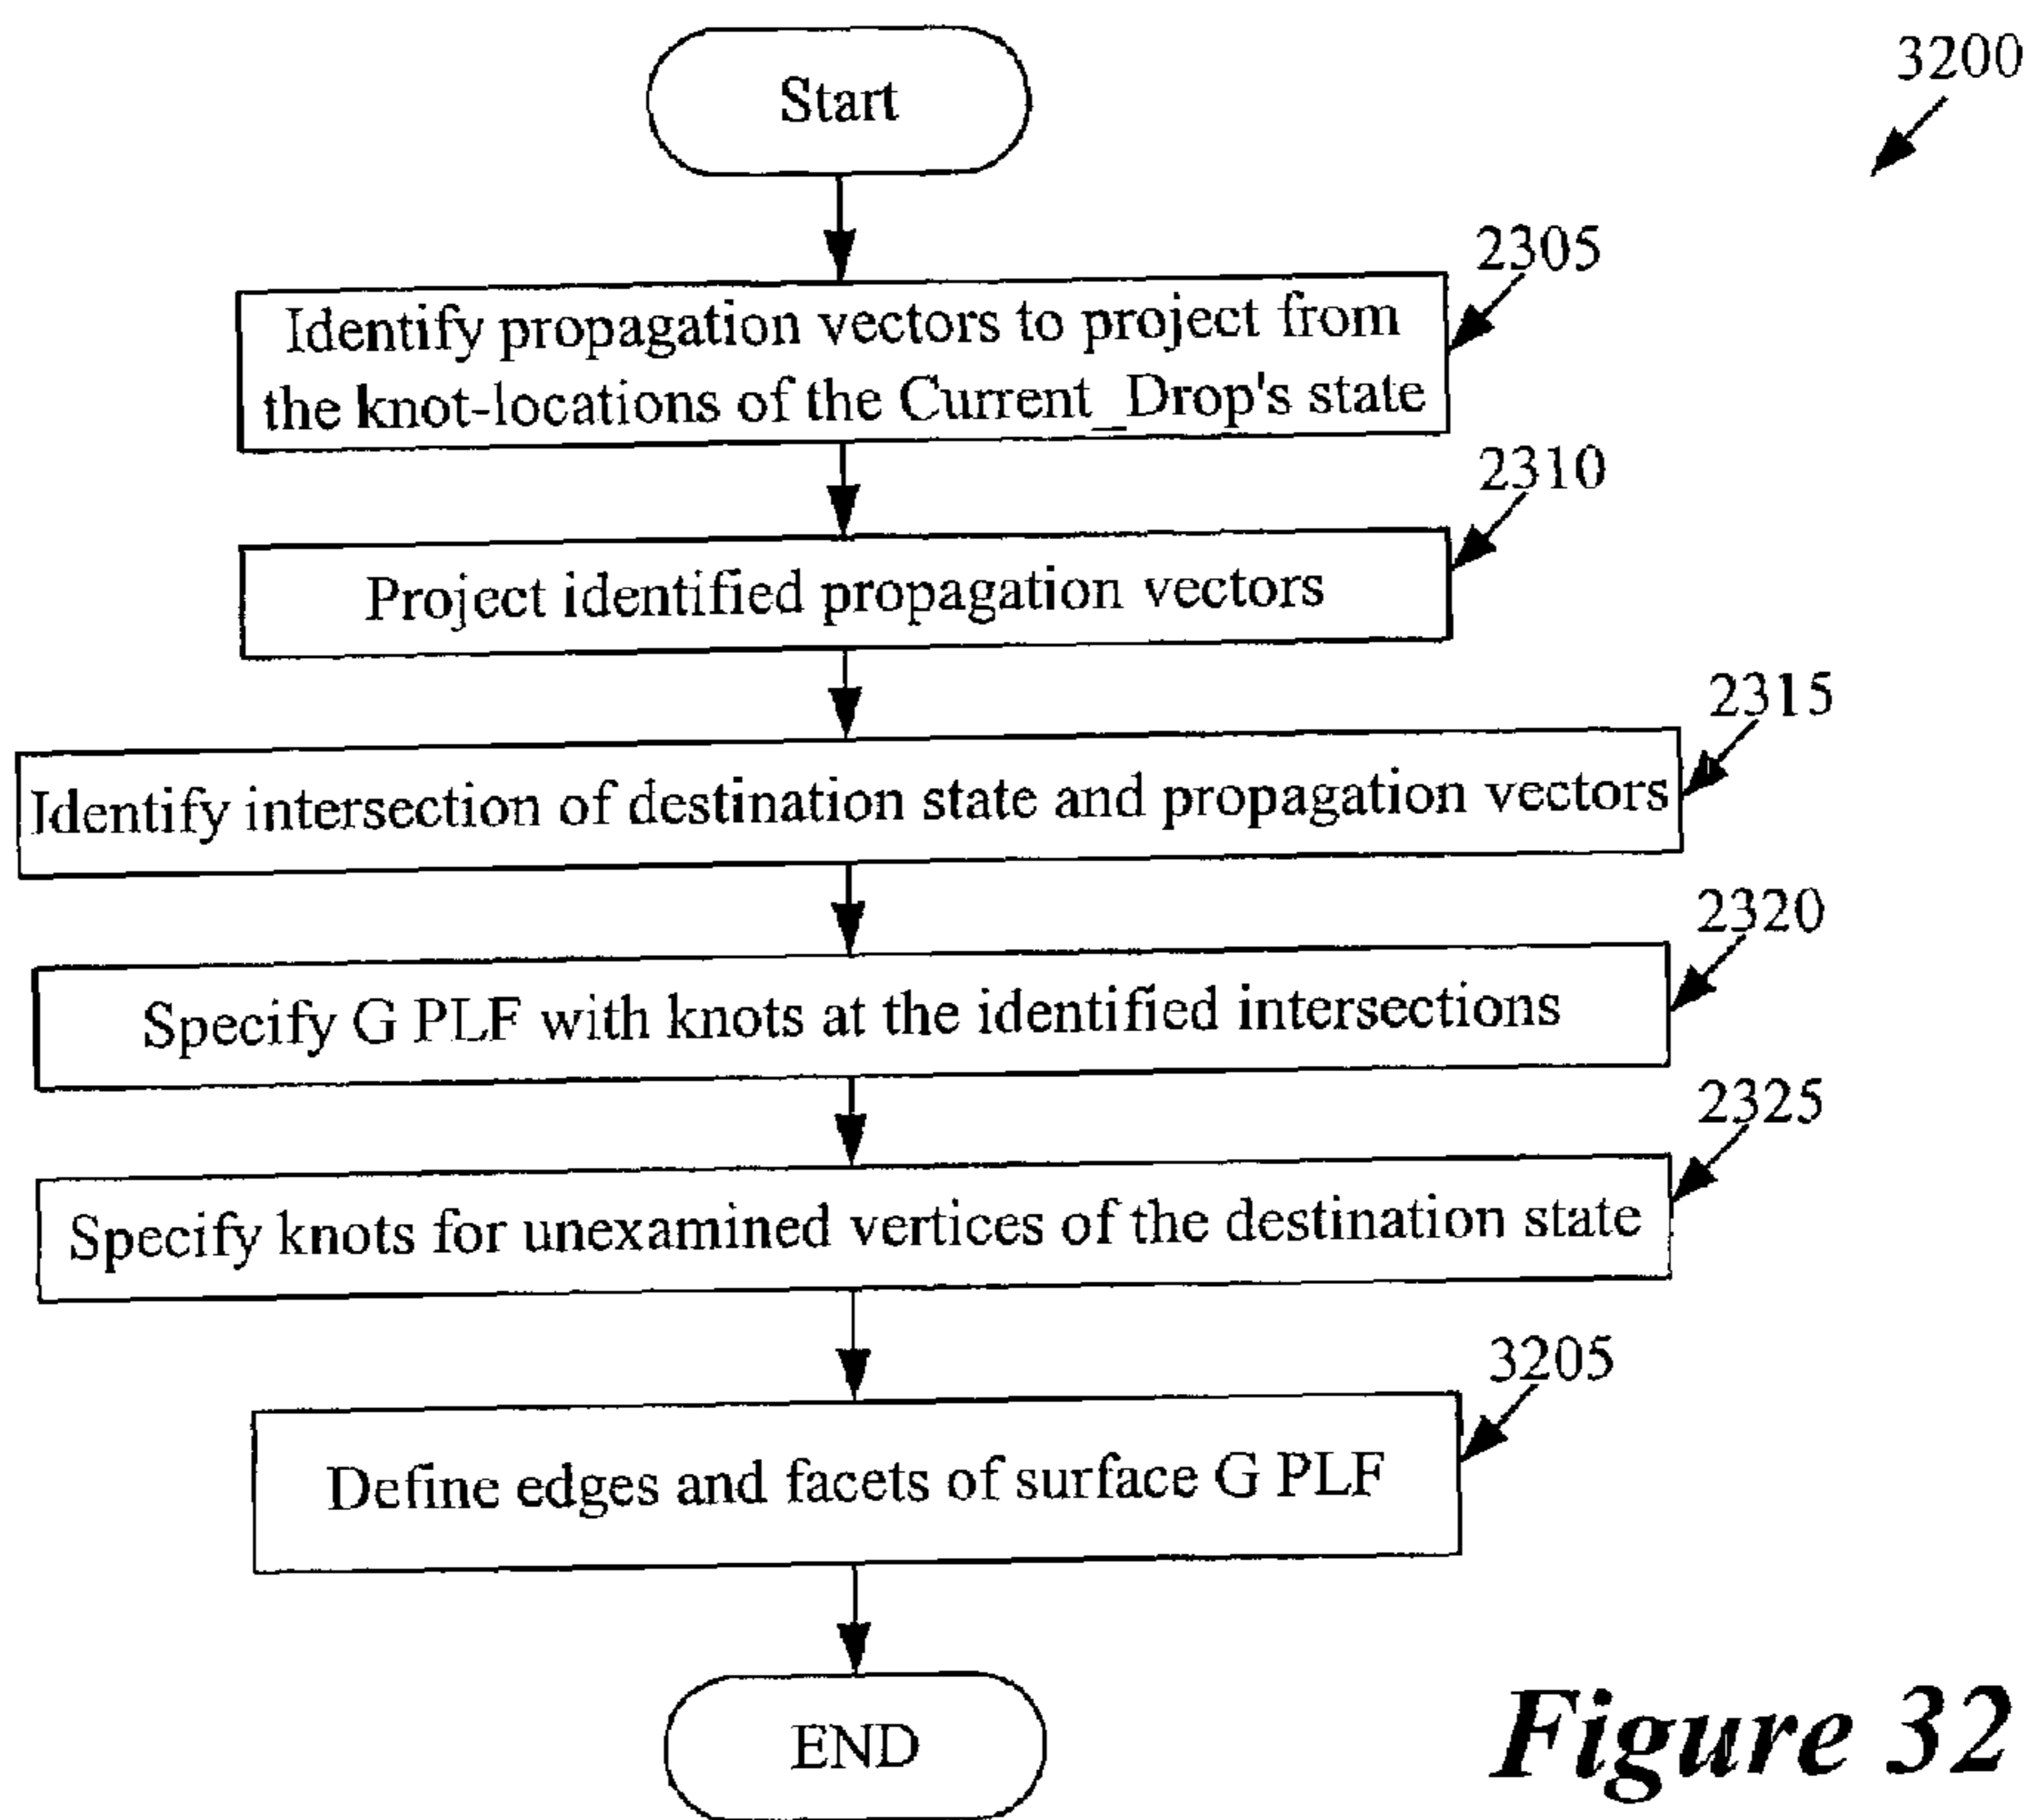 3200
Start
2305
Identify propagation vectors to project from
the knot-locations of the Current_Drop's state
2310
Project identified propagation vectors
2315
Identify intersection of destination state and propagation vectors
2320
Specify G PLF with knots at the identified intersections
2325
Specify knots for unexamined vertices of the destination state
3205
Define edges and facets of surface G PLF
END
Figure 32